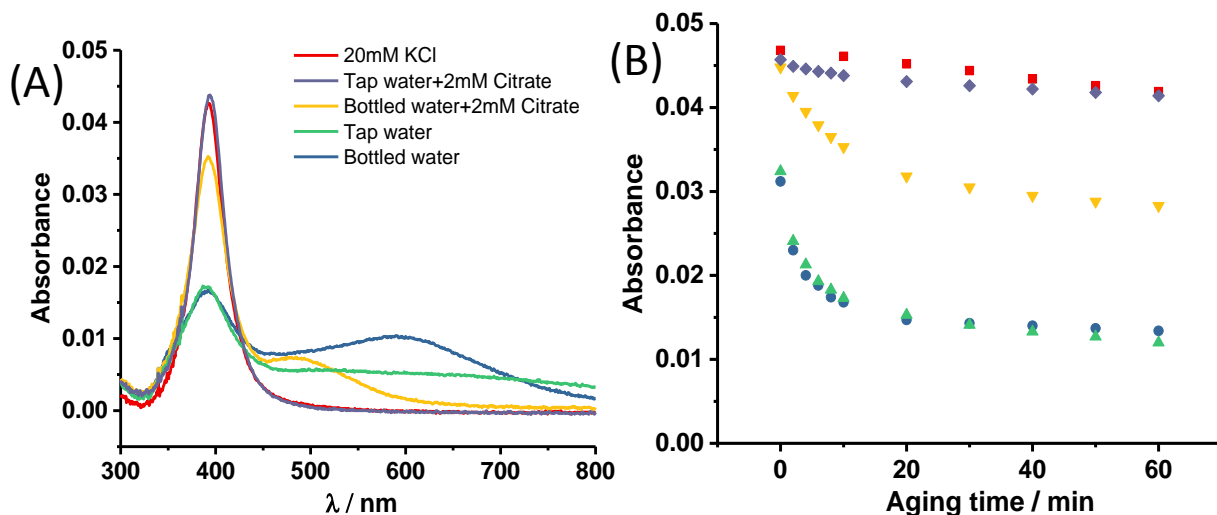 (A)
0.05
0.04
0.03
0.02
0.01
0.00
Absorbance
300 400 500 600 700 800
λ / nm
20mM KCl
Tap water+2mM Citrate
Bottled water+2mM Citrate
Tap water
Bottled water
(B)
0.05
0.04
0.03
0.02
0.01
0.00
Absorbance
0 20 40 60
Aging time / min